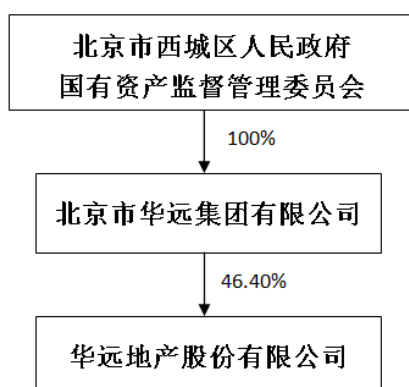 北京市西城区人民政府
国有资产监督管理委员会
100%
北京市华远集团有限公司
46.40%
华远地产股份有限公司